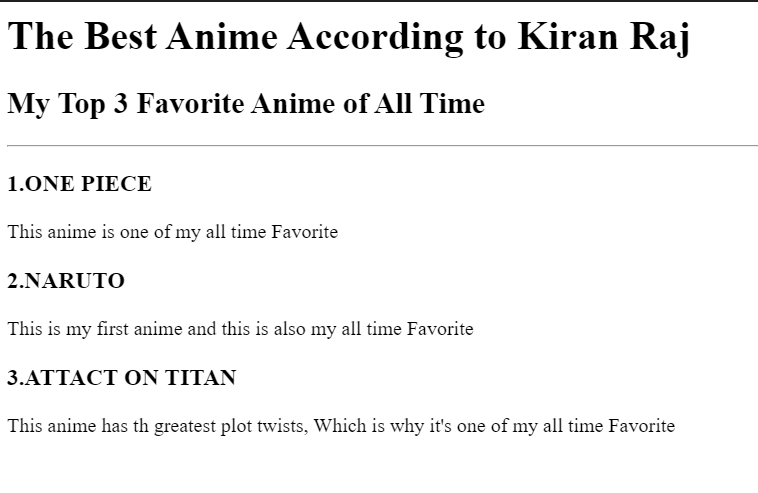 The Best Anime According to Kiran Raj
My Top 3 Favorite Anime of All Time
1.ONE PIECE
This anime is one of my all time Favorite
2.NARUTO
This is my first anime and this is also my all time Favorite
3.ATTACT ON TITAN
This anime has th greatest plot twists, Which is why it's one of my all time Favorite